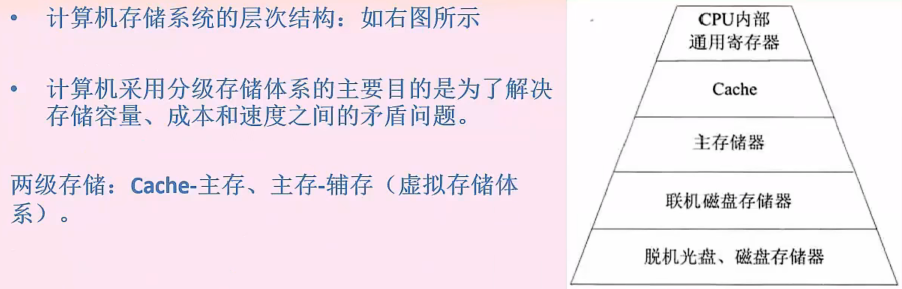 • 计算机存储系统的层次结构：如右图所示
• 计算机采用分级存储体系的主要目的是为了解决
存储容量、成本和速度之间的矛盾问题。
两级存储：Cache-主存、主存-辅存（虚拟存储体
系）。
CPU内部
通用寄存器
Cache
主存储器
联机磁盘存储器
脱机光盘、磁盘存储器